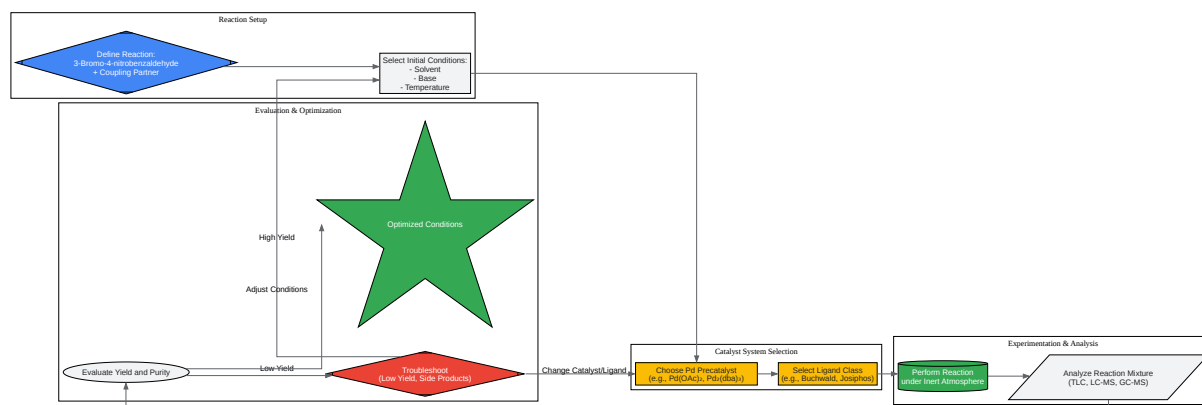 Reaction Setup
Define Reaction:
3-Bromo-4-nitrobenzaldehyde
+ Coupling Partner
Select Initial Conditions:
- Solvent
- Base
- Temperature
Evaluation & Optimization
Optimized Conditions
High Yield
Adjust Conditions
Evaluate Yield and Purity
Low Yield
Troubleshoot
(Low Yield, Side Products)
Change Catalyst/Ligand
Catalyst System Selection
Choose Pd Precatalyst
(e.g., Pd(OAc)₂, Pd₂(dba)₃)
Select Ligand Class
(e.g., Buchwald, Josiphos)
Experimentation & Analysis
Perform Reaction
under Inert Atmosphere
Analyze Reaction Mixture
(TLC, LC-MS, GC-MS)